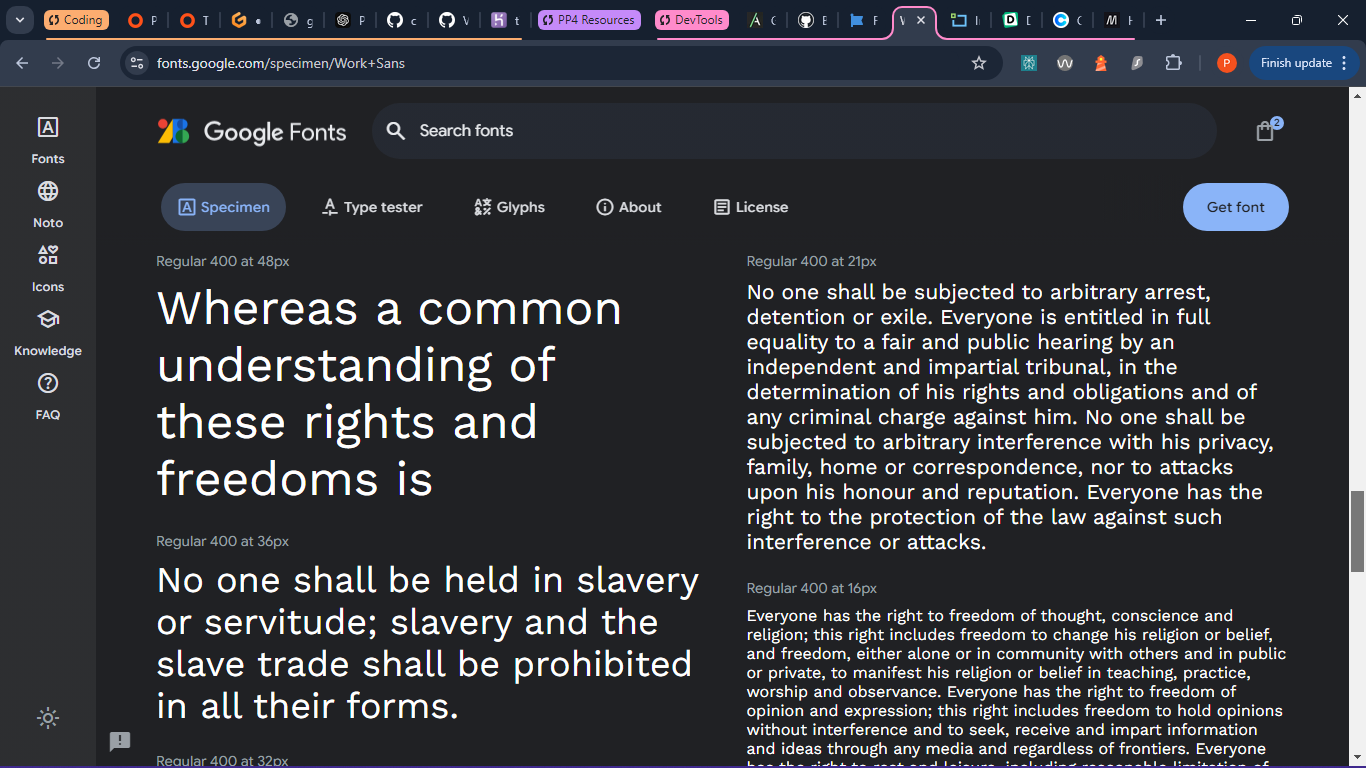 Coding
PP4 Resources
DevTools
fonts.google.com/specimen/Work+Sans
Finish update
Google Fonts
Search fonts
2
Fonts
Noto
Icons
Knowledge
FAQ
Specimen
Type tester
Glyphs
About
License
Get font
Regular 400 at 48px
Whereas a common
understanding of
these rights and
freedoms is
Regular 400 at 36px
No one shall be held in slavery
or servitude; slavery and the
slave trade shall be prohibited
in all their forms.
Regular 400 at 32px
Regular 400 at 21px
No one shall be subjected to arbitrary arrest,
detention or exile. Everyone is entitled in full
equality to a fair and public hearing by an
independent and impartial tribunal, in the
determination of his rights and obligations and of
any criminal charge against him. No one shall be
subjected to arbitrary interference with his privacy,
family, home or correspondence, nor to attacks
upon his honour and reputation. Everyone has the
right to the protection of the law against such
interference or attacks.
Regular 400 at 16px
Everyone has the right to freedom of thought, conscience and
religion; this right includes freedom to change his religion or belief,
and freedom, either alone or in community with others and in public
or private, to manifest his religion or belief in teaching, practice,
worship and observance. Everyone has the right to freedom of
opinion and expression; this right includes freedom to hold opinions
without interference and to seek, receive and impart information
and ideas through any media and regardless of frontiers. Everyone
has the right to rest and leisure, including reasonable limitation of